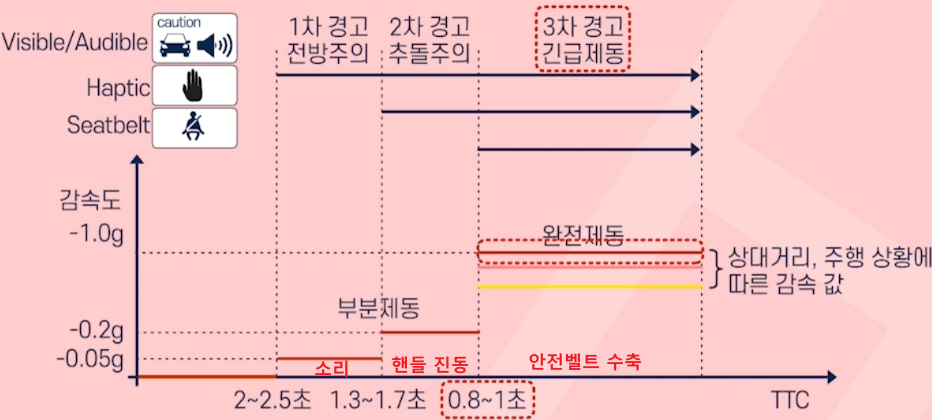 caution
Visible/Audible
Haptic
Seatbelt
1차 경고
전방주의
2차 경고
추돌주의
3차 경고
긴급제동
감속도
-1.0g
완전제동
상대거리, 주행 상황에
따른 감속 값
부분제동
-0.2g
-0.05g
소리
핸들 진동
안전벨트 수축
2~2.5초
1.3~1.7초
0.8~1초
TTC